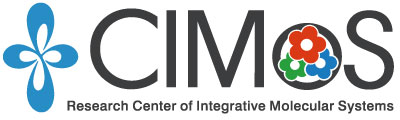 CIMoS
Research Center of Integrative Molecular Systems